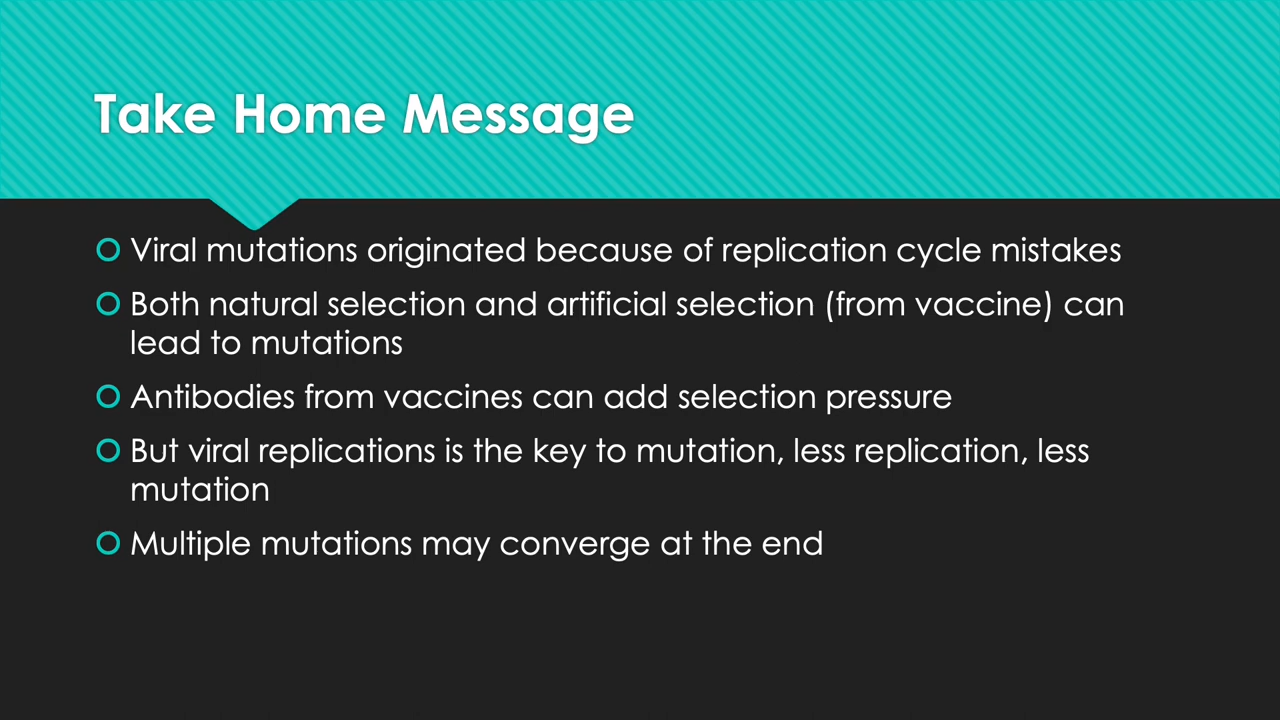 Take Home Message
Viral mutations originated because of replication cycle mistakes
Both natural selection and artificial selection (from vaccine) can
lead to mutations
Antibodies from vaccines can add selection pressure
But viral replications is the key to mutation, less replication, less
mutation
Multiple mutations may converge at the end